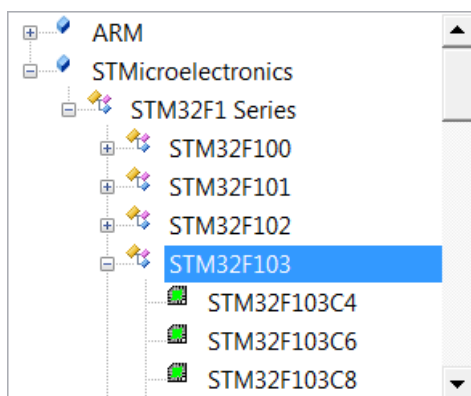 ARM
STMicroelectronics
STM32F1 Series
STM32F100
STM32F101
STM32F102
STM32F103
STM32F103C4
STM32F103C6
STM32F103C8